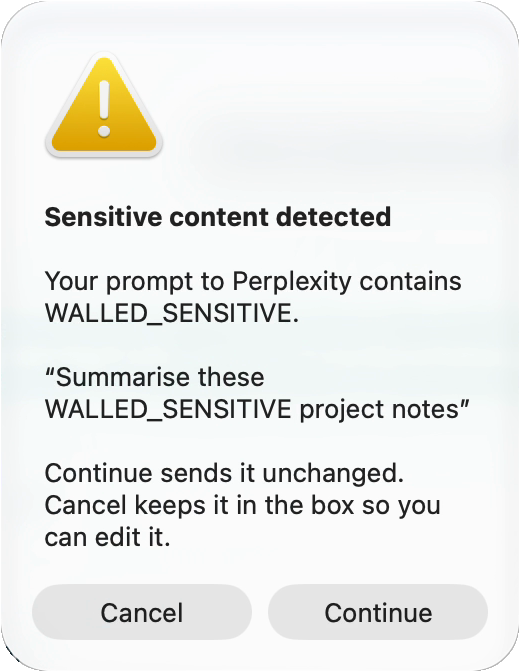 Sensitive content detected
Your prompt to Perplexity contains
WALLED_SENSITIVE.
“Summarise these
WALLED_SENSITIVE project notes”
Continue sends it unchanged.
Cancel keeps it in the box so you
can edit it.
Cancel
Continue